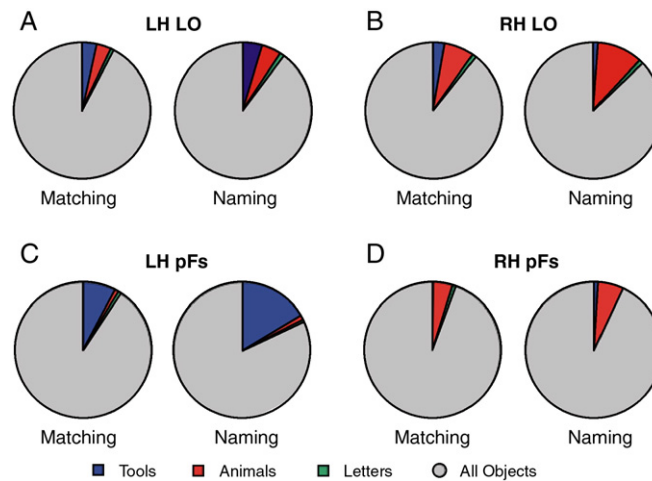 A LH LO
Matching Naming
B RH LO
Matching Naming
C LH pFs
Matching Naming
D RH pFs
Matching Naming
Tools Animals Letters All Objects